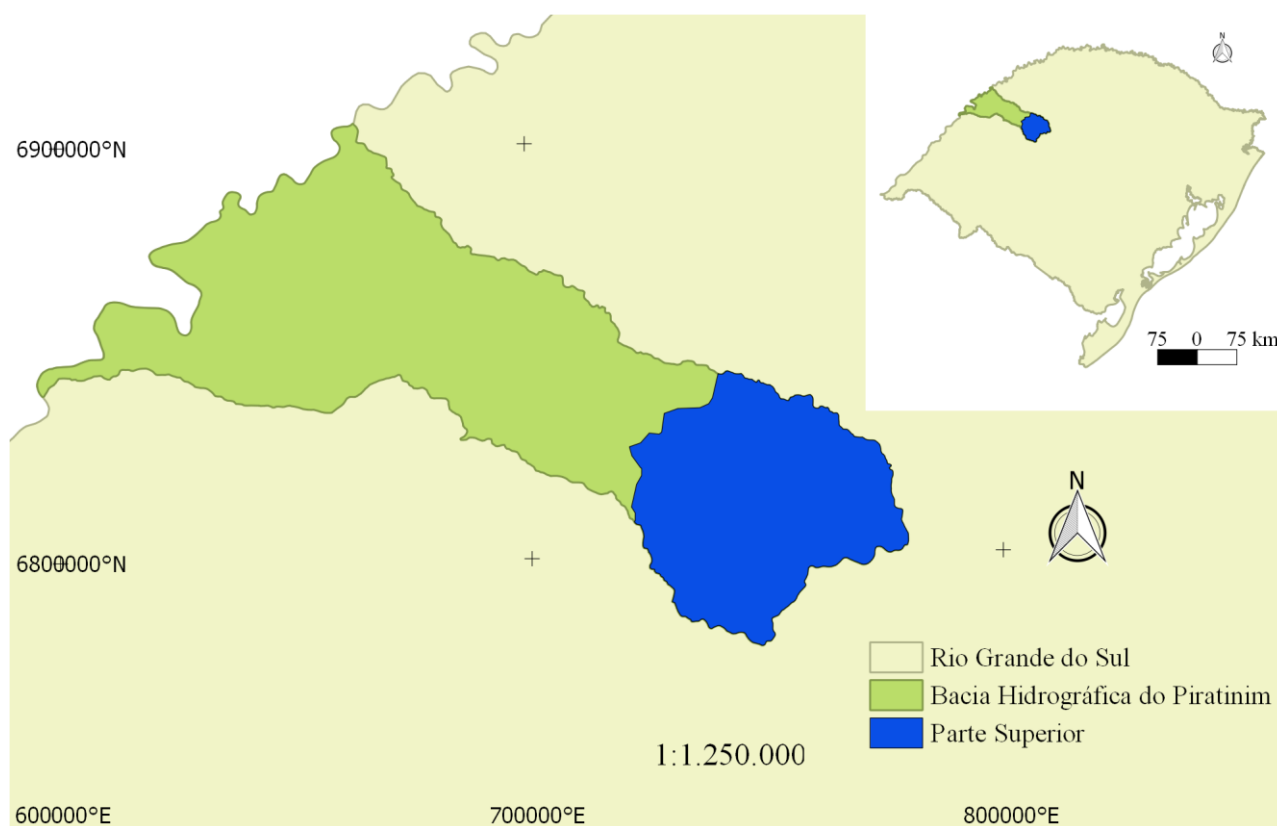 N
6900000°N
75 0 75 km
N
6800000°N
Rio Grande do Sul
Bacia Hidrográfica do Piratinim
Parte Superior
1:1.250.000
600000°E 700000°E 800000°E